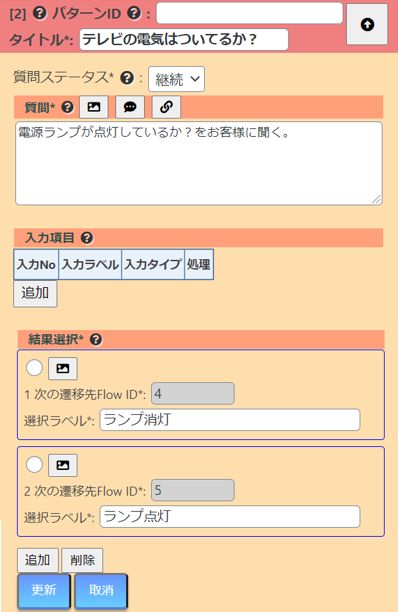 [2] ? パターンID ? :
タイトル*: テレビの電気はついてるか？
質問ステータス* ? : 継続
質問* ?
電源ランプが点灯しているか？をお客様に聞く。
入力項目 ?
入力No 入力ラベル 入力タイプ 処理
追加
結果選択* ?
1 次の遷移先Flow ID*: 4
選択ラベル*: ランプ消灯
2 次の遷移先Flow ID*: 5
選択ラベル*: ランプ点灯
追加 削除
更新 取消